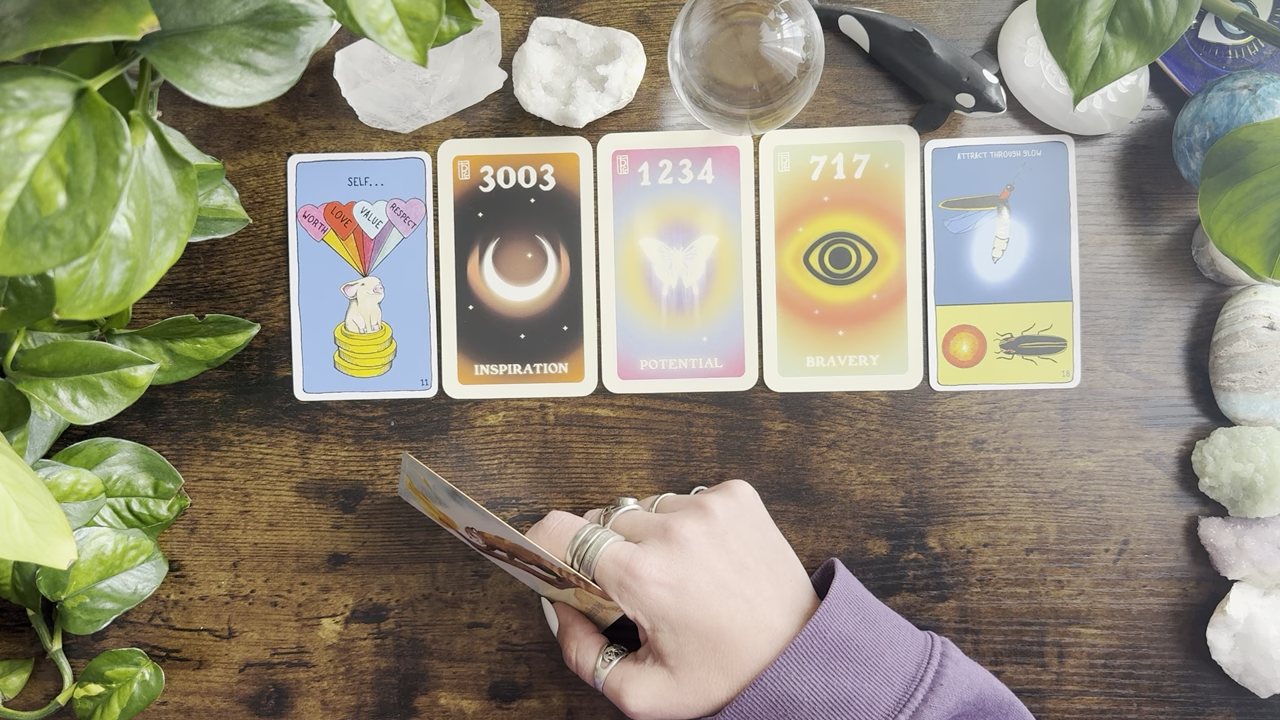 SELF...
WORTH
LOVE
VALUE
RESPECT
11
3003
INSPIRATION
1234
POTENTIAL
717
BRAVERY
ATTRACT THROUGH GLOW
18